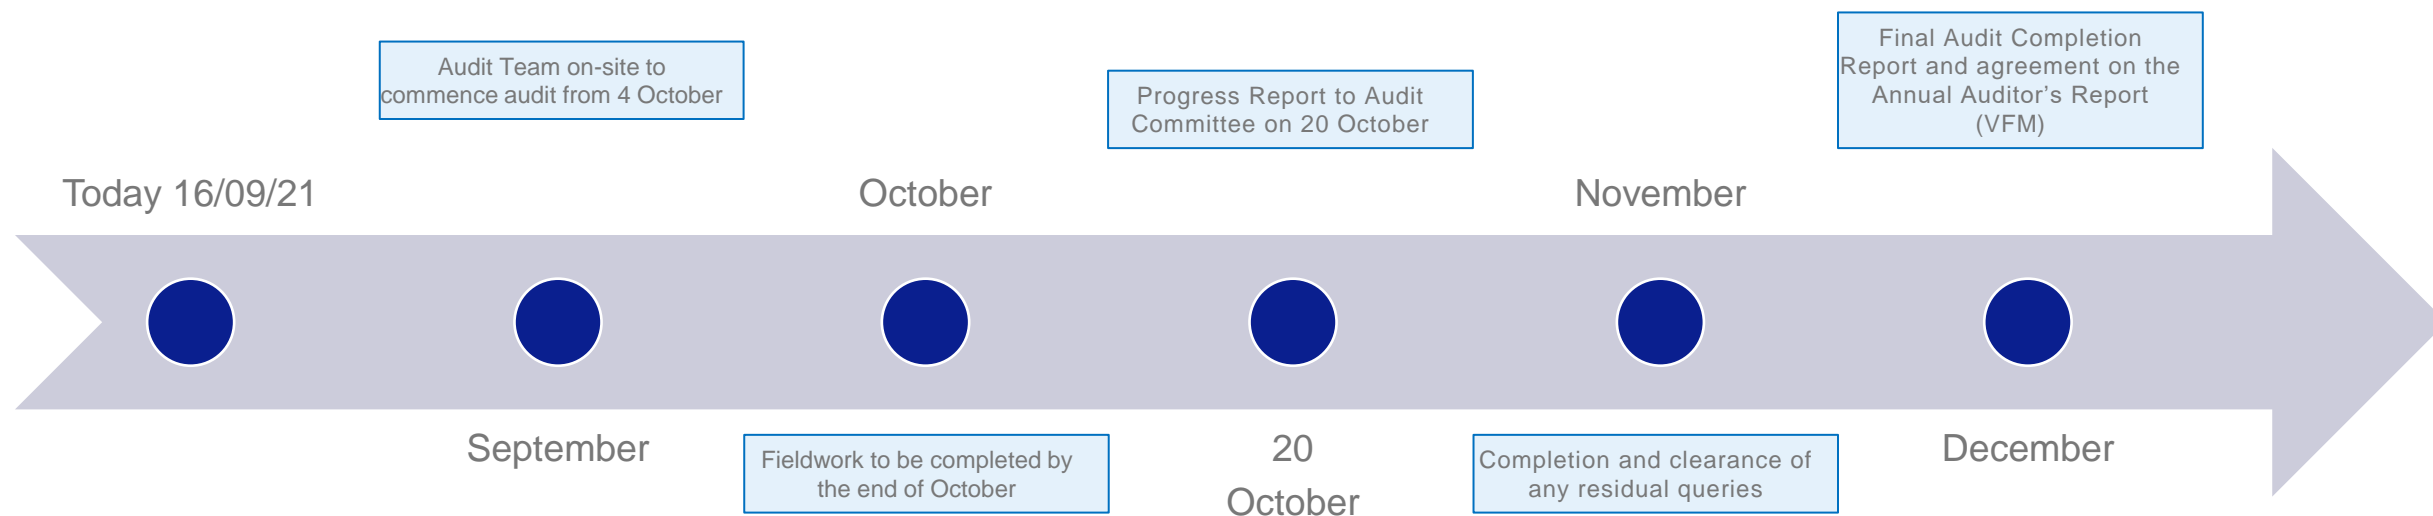 Today 16/09/21
Audit Team on-site to
commence audit from 4 October
September
October
Fieldwork to be completed by
the end of October
Progress Report to Audit
Committee on 20 October
20
October
November
Completion and clearance of
any residual queries
Final Audit Completion
Report and agreement on the
Annual Auditor’s Report
(VFM)
December